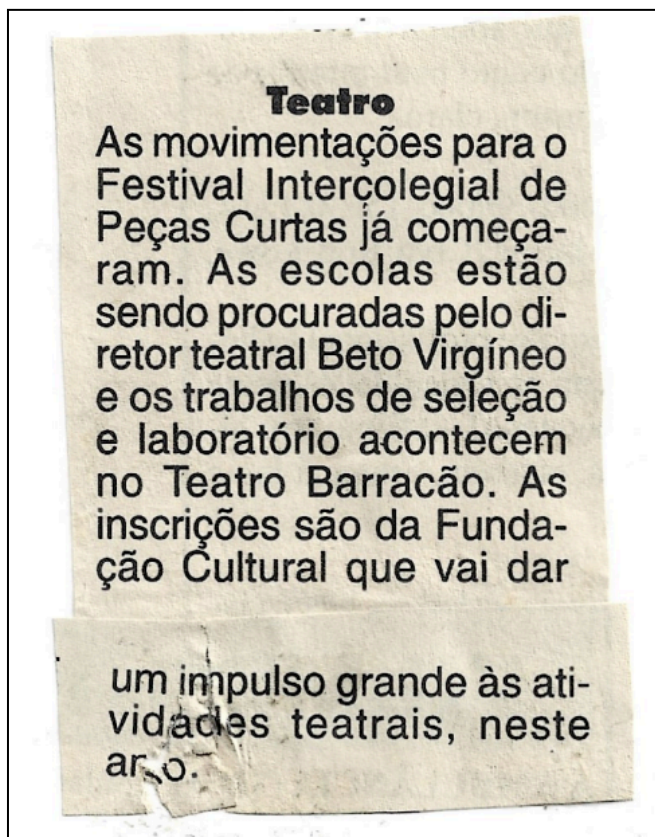 Teatro
As movimentações para o
Festival Intercolegial de
Peças Curtas já começa-
ram. As escolas estão
sendo procuradas pelo di-
retor teatral Beto Virgíneo
e os trabalhos de seleção
e laboratório acontecem
no Teatro Barracão. As
inscrições são da Funda-
ção Cultural que vai dar
um impulso grande às ati-
vidades teatrais, neste
ano.